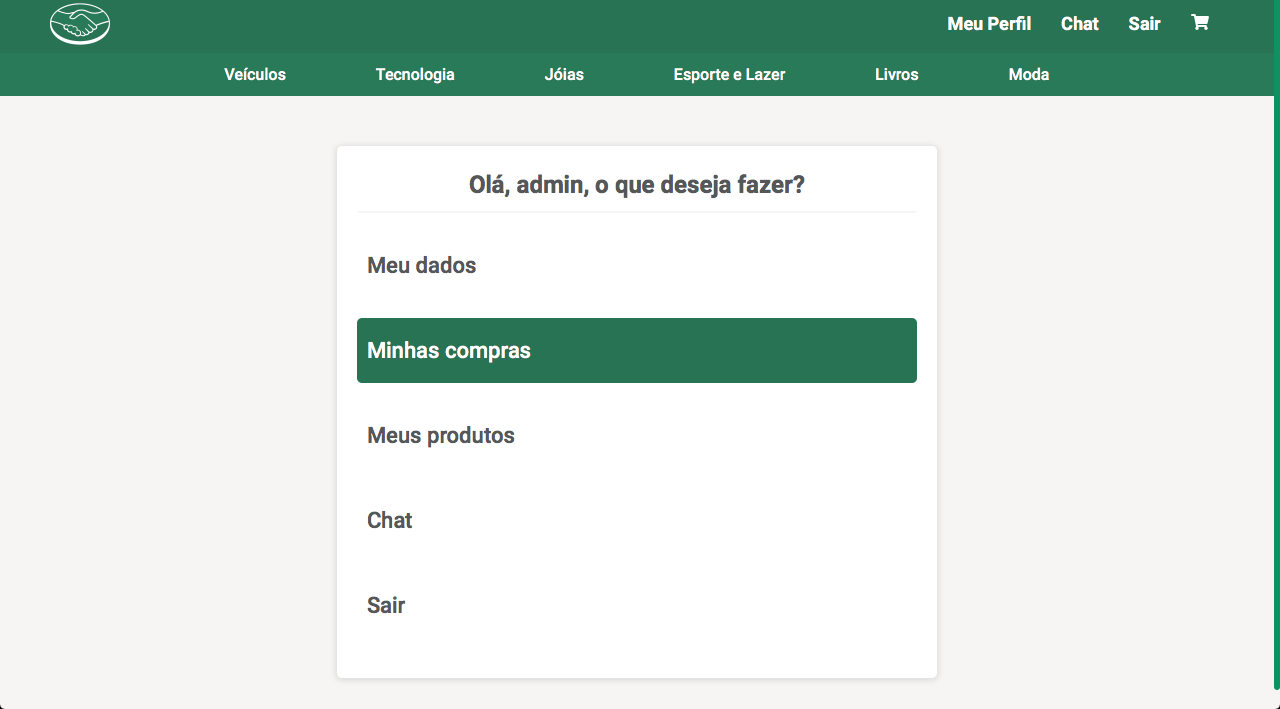 Meu Perfil Chat Sair
Veículos Tecnologia Jóias Esporte e Lazer Livros Moda
Olá, admin, o que deseja fazer?
Meu dados
Minhas compras
Meus produtos
Chat
Sair